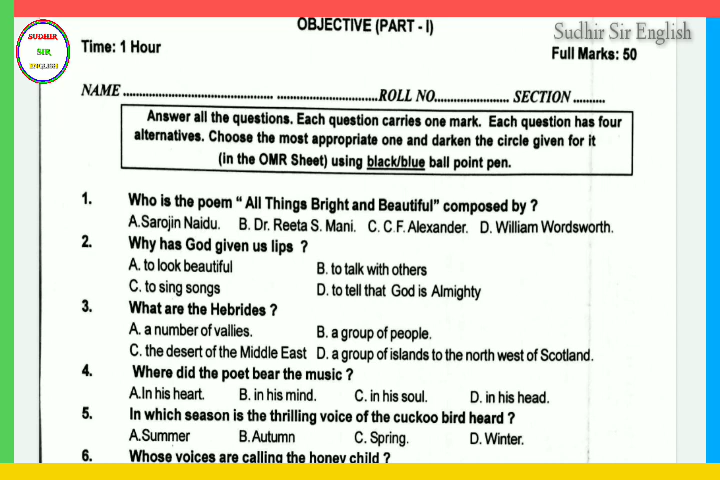 OBJECTIVE (PART - I)
Sudhir Sir English
SUDHIR
SIR
ENGLISH
Time: 1 Hour
Full Marks: 50
NAME ............................................ ..............................ROLL NO...................... SECTION ..........
Answer all the questions. Each question carries one mark. Each question has four
alternatives. Choose the most appropriate one and darken the circle given for it
(in the OMR Sheet) using black/blue ball point pen.
1. Who is the poem “ All Things Bright and Beautiful” composed by ?
A.Sarojin Naidu. B. Dr. Reeta S. Mani. C. C.F. Alexander. D. William Wordsworth.
2. Why has God given us lips ?
A. to look beautiful B. to talk with others
C. to sing songs D. to tell that God is Almighty
3. What are the Hebrides ?
A. a number of vallies. B. a group of people.
C. the desert of the Middle East D. a group of islands to the north west of Scotland.
4. Where did the poet bear the music ?
A.In his heart. B. in his mind. C. in his soul. D. in his head.
5. In which season is the thrilling voice of the cuckoo bird heard ?
A.Summer B.Autumn C. Spring. D. Winter.
6. Whose voices are calling the honey child ?